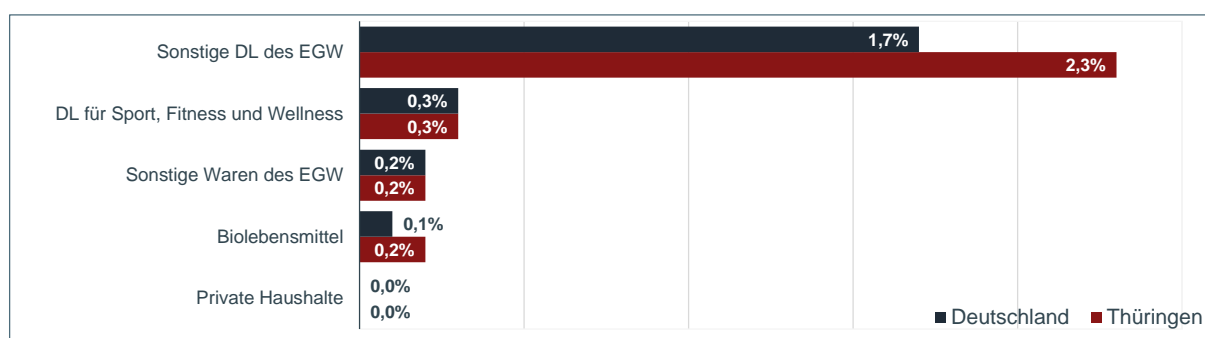 Sonstige DL des EGW
1,7%
2,3%
DL für Sport, Fitness und Wellness
0,3%
0,3%
Sonstige Waren des EGW
0,2%
0,2%
Biolebensmittel
0,1%
0,2%
Private Haushalte
0,0%
0,0%
Deutschland Thüringen